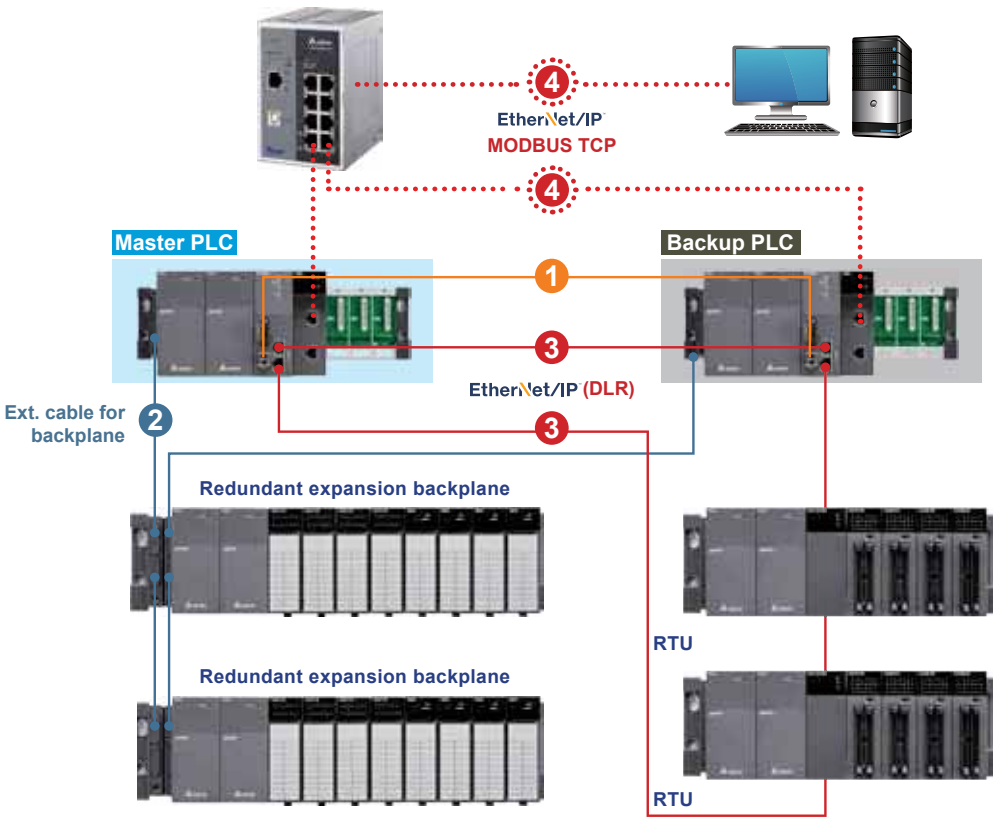 4
EtherNet/IP
MODBUS TCP
4
Master PLC
Backup PLC
1
3
EtherNet/IP (DLR)
Ext. cable for
backplane
2
3
Redundant expansion backplane
RTU
Redundant expansion backplane
RTU